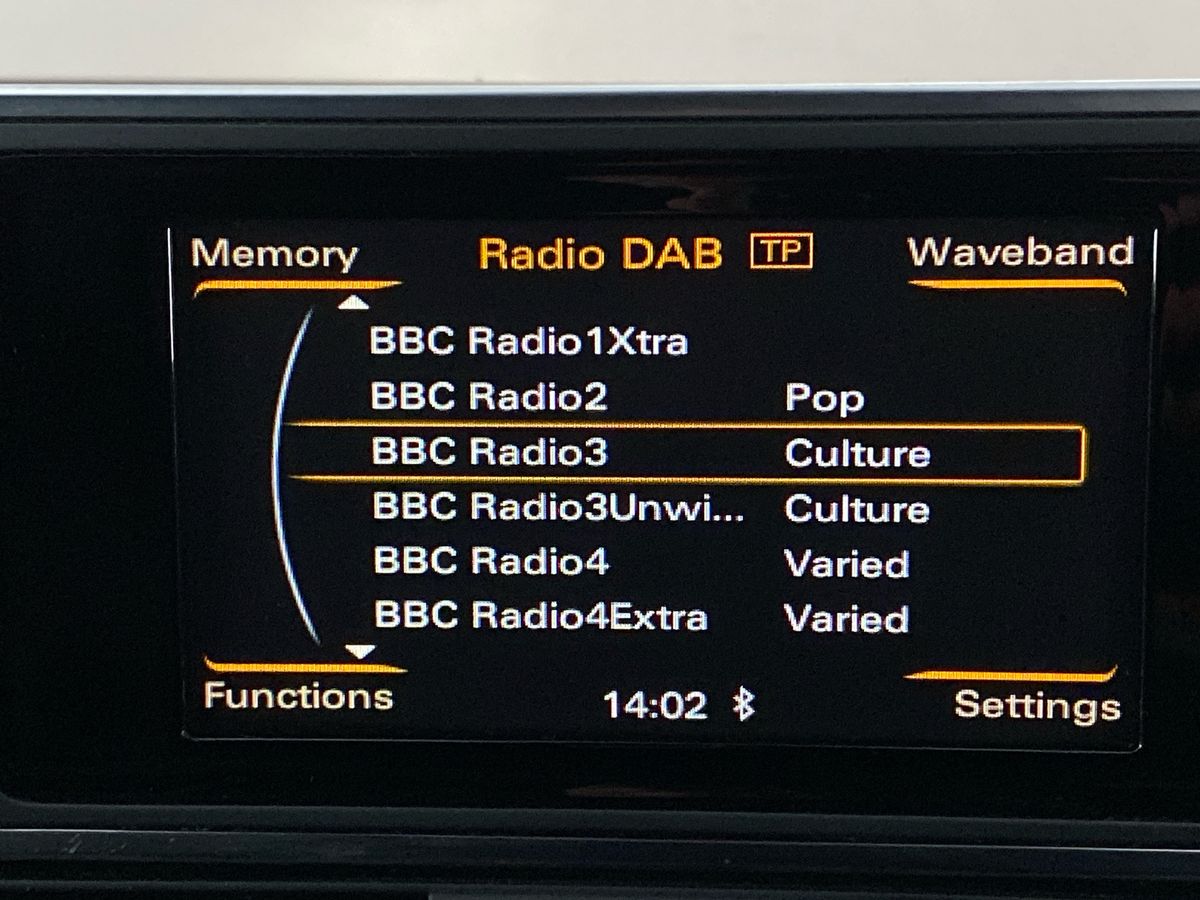 Memory Radio DAB TP Waveband
BBC Radio1Xtra
BBC Radio2 Pop
BBC Radio3 Culture
BBC Radio3Unwi... Culture
BBC Radio4 Varied
BBC Radio4Extra Varied
Functions 14:02 Settings